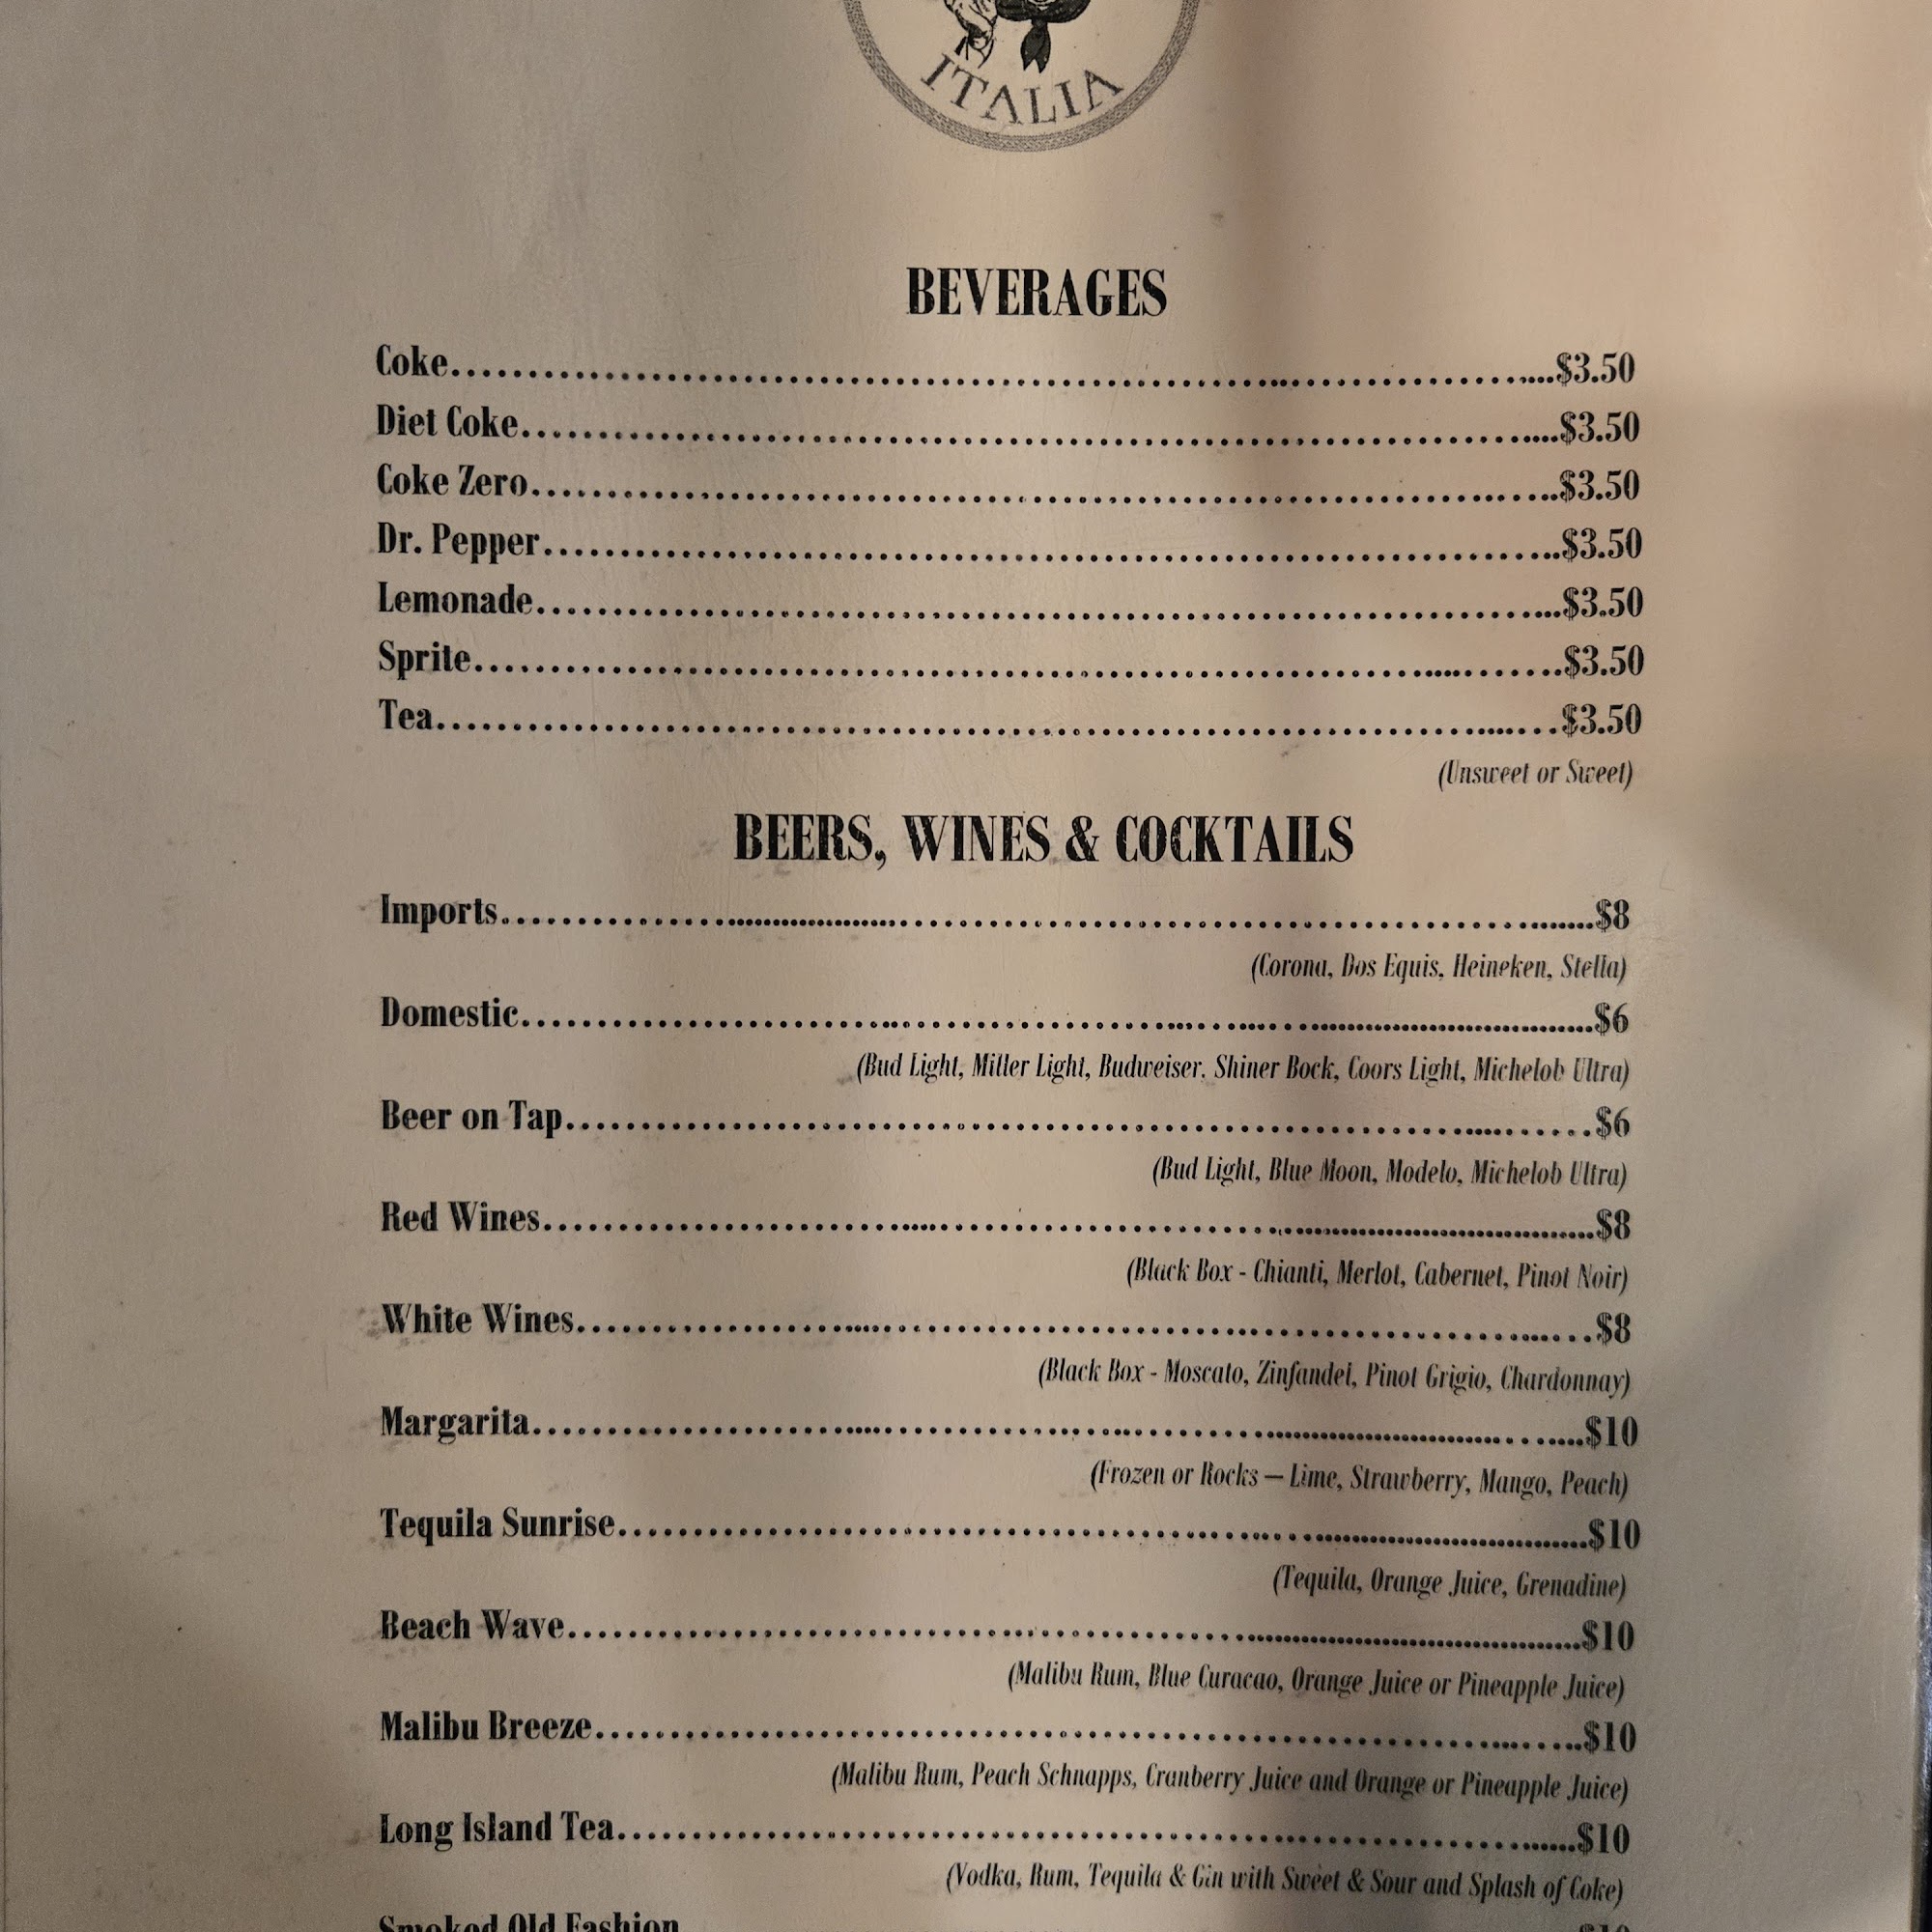 ITALIA
BEVERAGES
Coke....$3.50
Diet Coke....$3.50
Coke Zero....$3.50
Dr. Pepper....$3.50
Lemonade....$3.50
Sprite....$3.50
Tea....$3.50
(Unsweet or Sweet)
BEERS, WINES & COCKTAILS
Imports....$8
(Corona, Dos Equis, Heineken, Stella)
Domestic....$6
(Bud Light, Miller Light, Budweiser, Shiner Bock, Coors Light, Michelob Ultra)
Beer on Tap....$6
(Bud Light, Blue Moon, Modelo, Michelob Ultra)
Red Wines....$8
(Black Box - Chianti, Merlot, Cabernet, Pinot Noir)
White Wines....$8
(Black Box - Moscato, Zinfandel, Pinot Grigio, Chardonnay)
Margarita....$10
(Frozen or Rocks – Lime, Strawberry, Mango, Peach)
Tequila Sunrise....$10
(Tequila, Orange Juice, Grenadine)
Beach Wave....$10
(Malibu Rum, Blue Curacao, Orange Juice or Pineapple Juice)
Malibu Breeze....$10
(Malibu Rum, Peach Schnapps, Cranberry Juice and Orange or Pineapple Juice)
Long Island Tea....$10
(Vodka, Rum, Tequila & Gin with Sweet & Sour and Splash of Coke)
Smoked Old Fashion